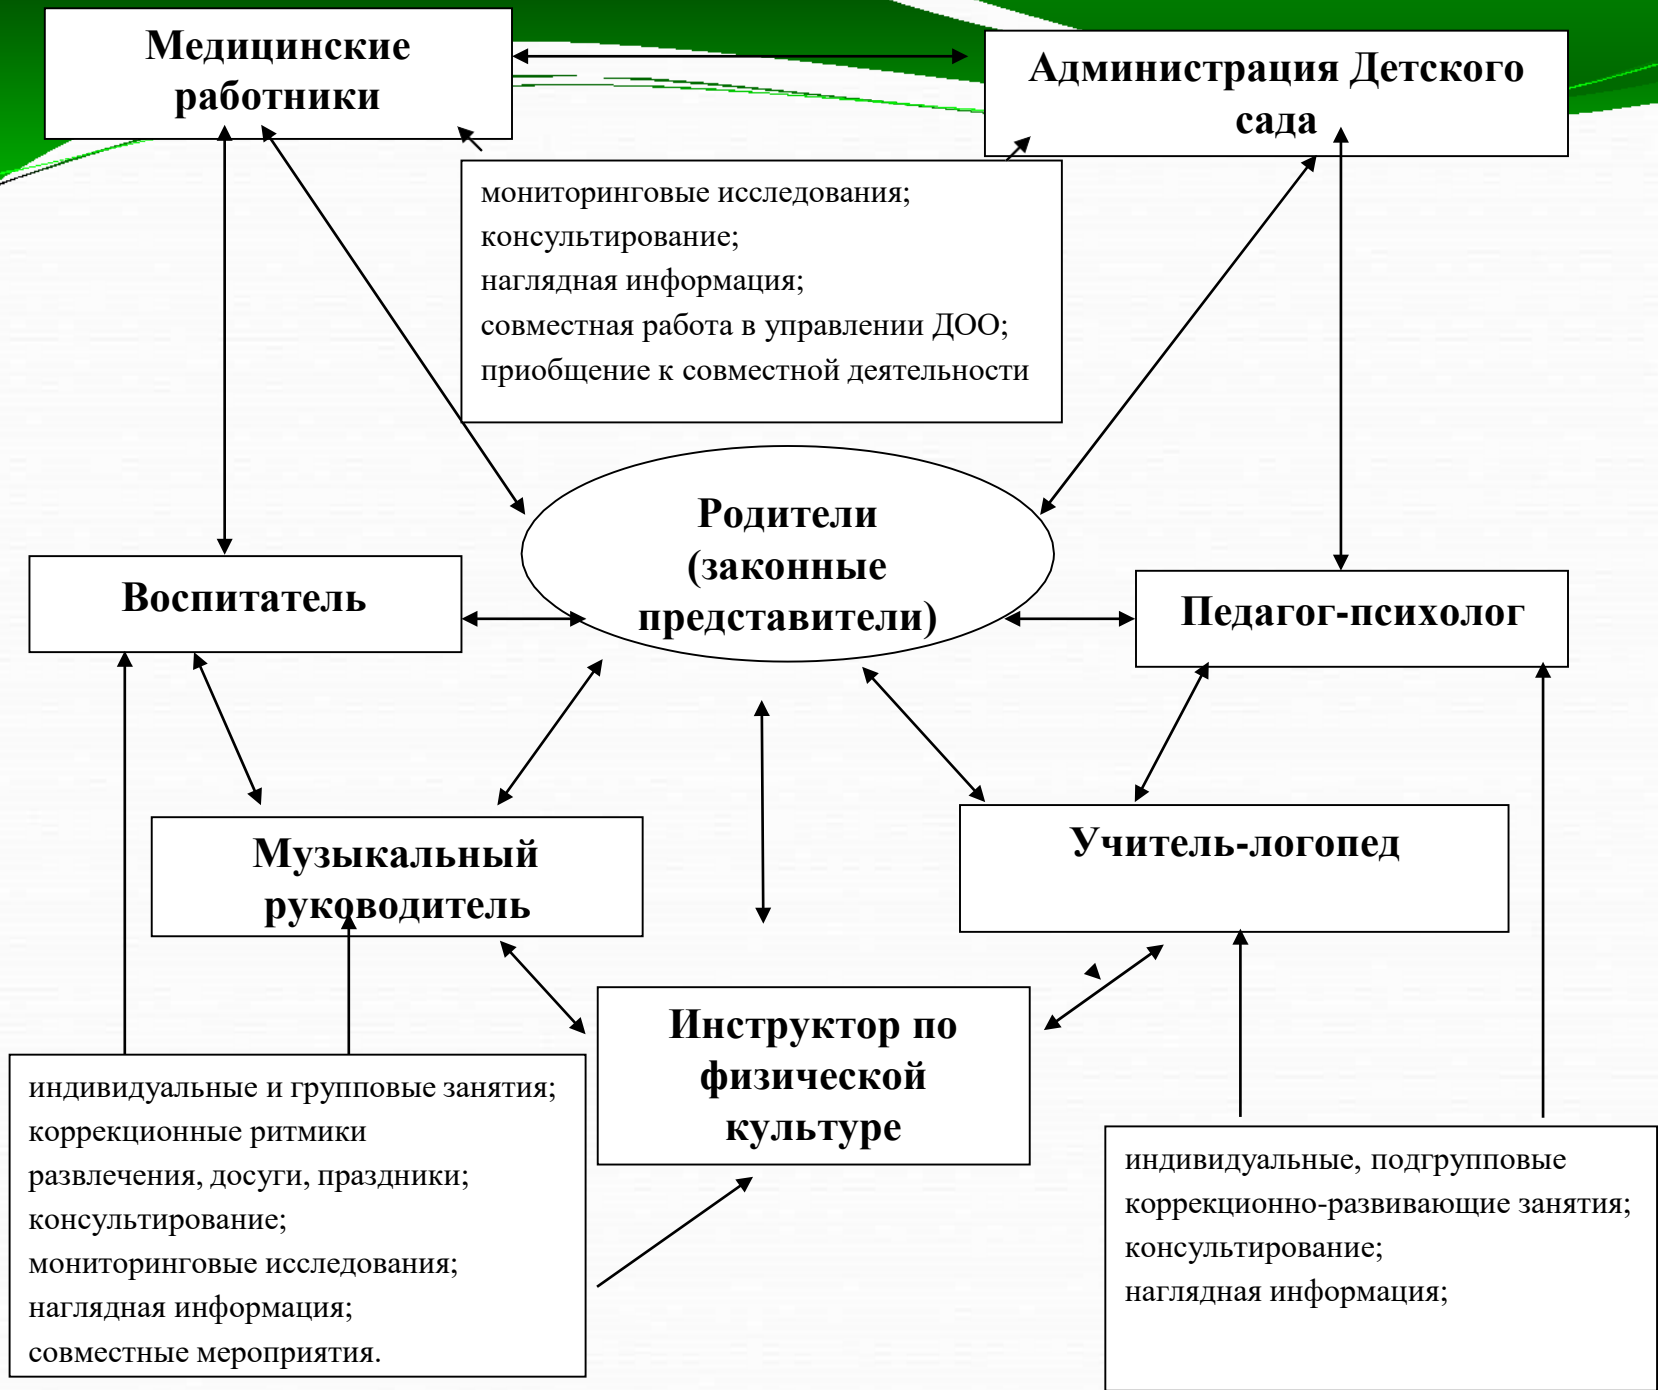 Медицинские
работники
Администрация Детского
сада
мониторинговые исследования;
консультирование;
наглядная информация;
совместная работа в управлении ДОО;
приобщение к совместной деятельности
Родители
(законные
представители)
Воспитатель
Педагог-психолог
Музыкальный
руководитель
Учитель-логопед
Инструктор по
физической
культуре
индивидуальные и групповые занятия;
коррекционные ритмики
развлечения, досуги, праздники;
консультирование;
мониторинговые исследования;
наглядная информация;
совместные мероприятия.
индивидуальные, подгрупповые
коррекционно-развивающие занятия;
консультирование;
наглядная информация;